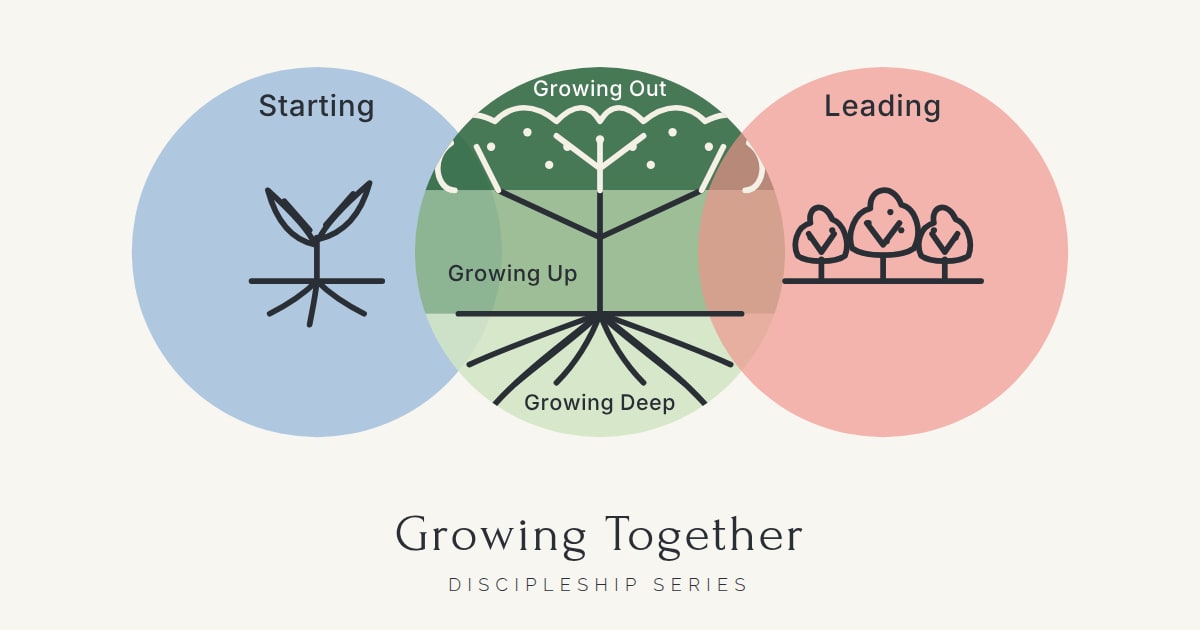 Starting
Growing Out
Leading
Growing Up
Growing Deep
Growing Together
DISCIPLESHIP SERIES